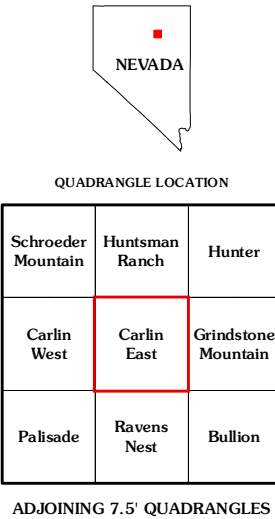 NEVADA
QUADRANGLE LOCATION
Schroeder
Mountain
Huntsman
Ranch
Hunter
Carlin
West
Carlin
East
Grindstone
Mountain
Palisade
Ravens
Nest
Bullion
ADJOINING 7.5' QUADRANGLES